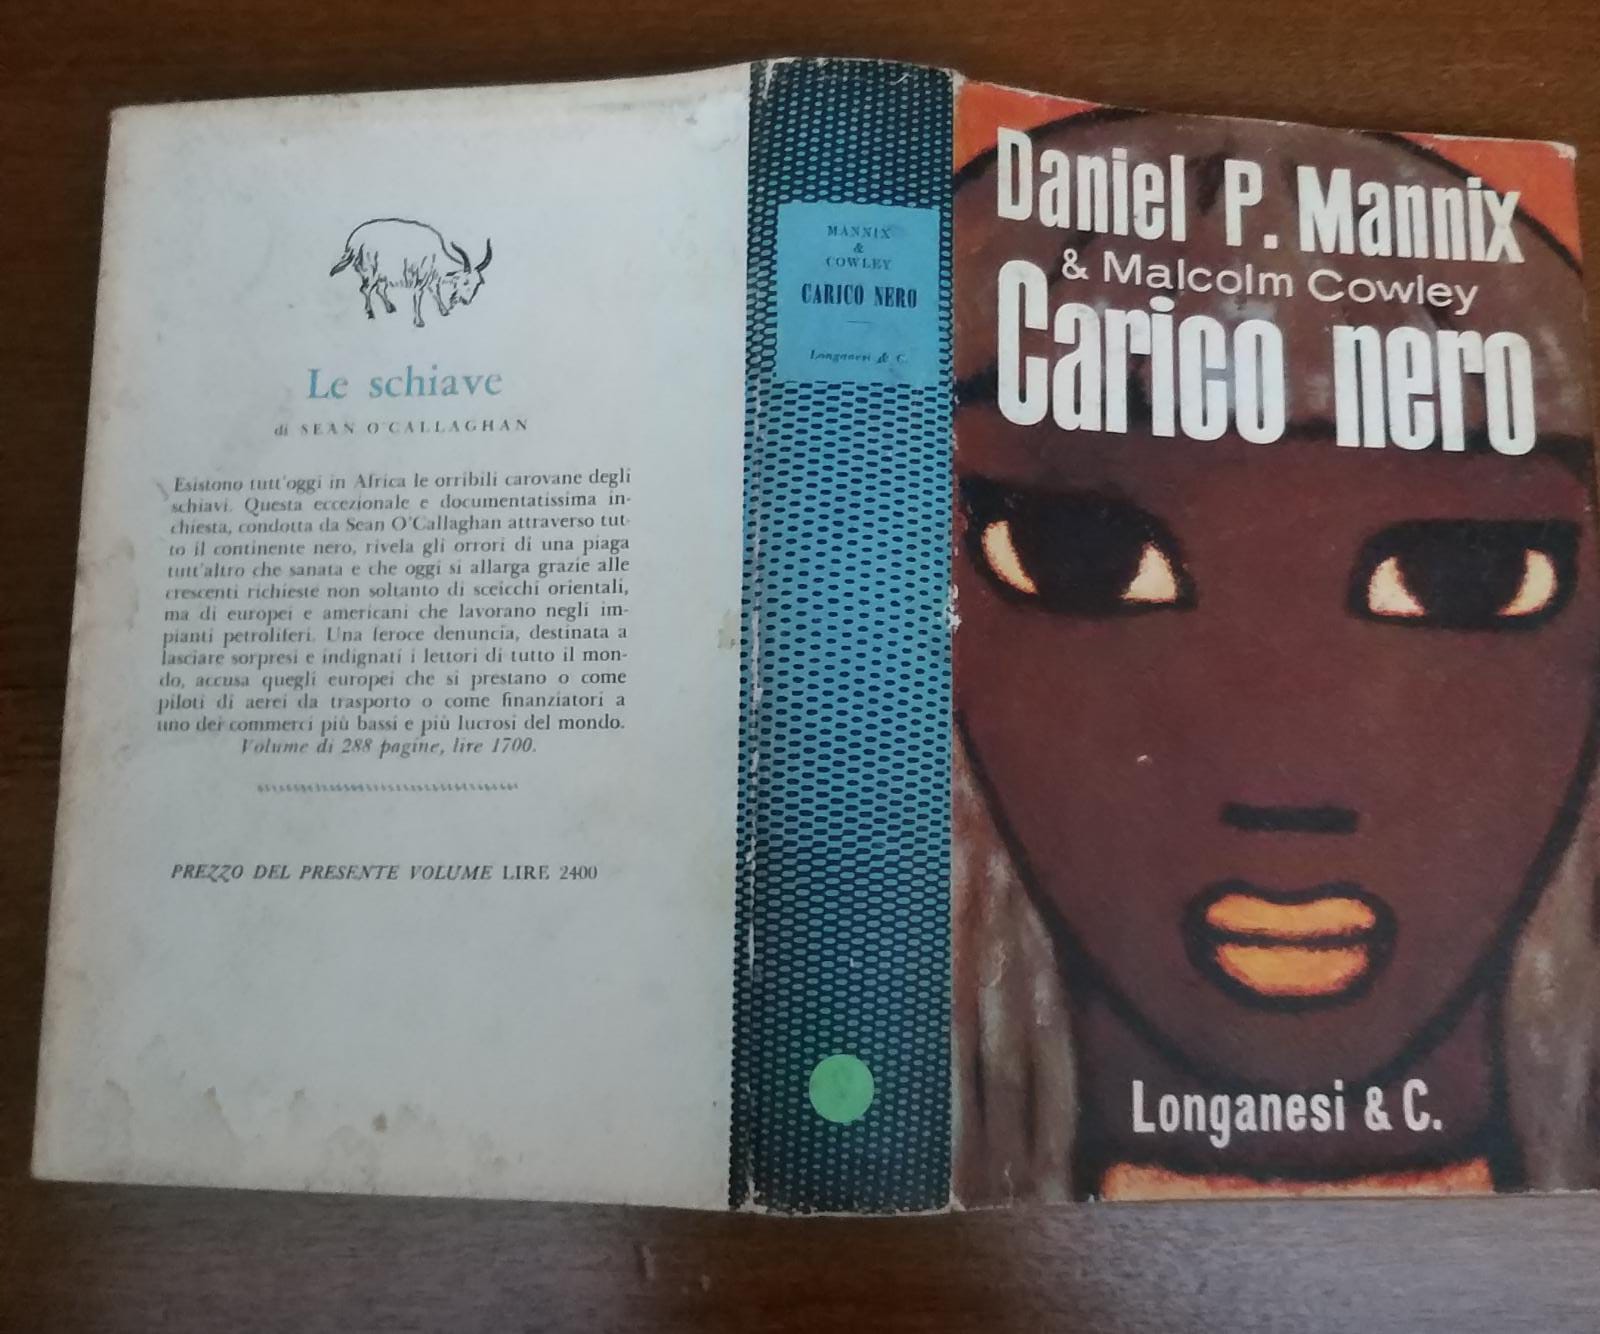 Le schiave
di SEAN O'CALLAGHAN
Esistono tutt'oggi in Africa le orribili carovane degli
schiavi. Questa eccezionale e documentatissima in-
chiesta, condotta da Sean O'Callaghan attraverso tut-
to il continente nero, rivela gli orrori di una piaga
tutt'altro che sanata e che oggi si allarga grazie alle
crescenti richieste non soltanto di sceicchi orientali,
ma di europei e americani che lavorano negli im-
pianti petroliferi. Una feroce denuncia, destinata a
lasciare sorpresi e indignati i lettori di tutto il mon-
do, accusa quegli europei che si prestano o come
piloti di aerei da trasporto o come finanziatori a
uno dei commerci più bassi e più lucrosi del mondo.
Volume di 288 pagine, lire 1700.
PREZZO DEL PRESENTE VOLUME LIRE 2400
MANNIX
&
COWLEY
CARICO NERO
Longanesi & C.
Daniel P. Mannix
& Malcolm Cowley
Carico nero
Longanesi & C.